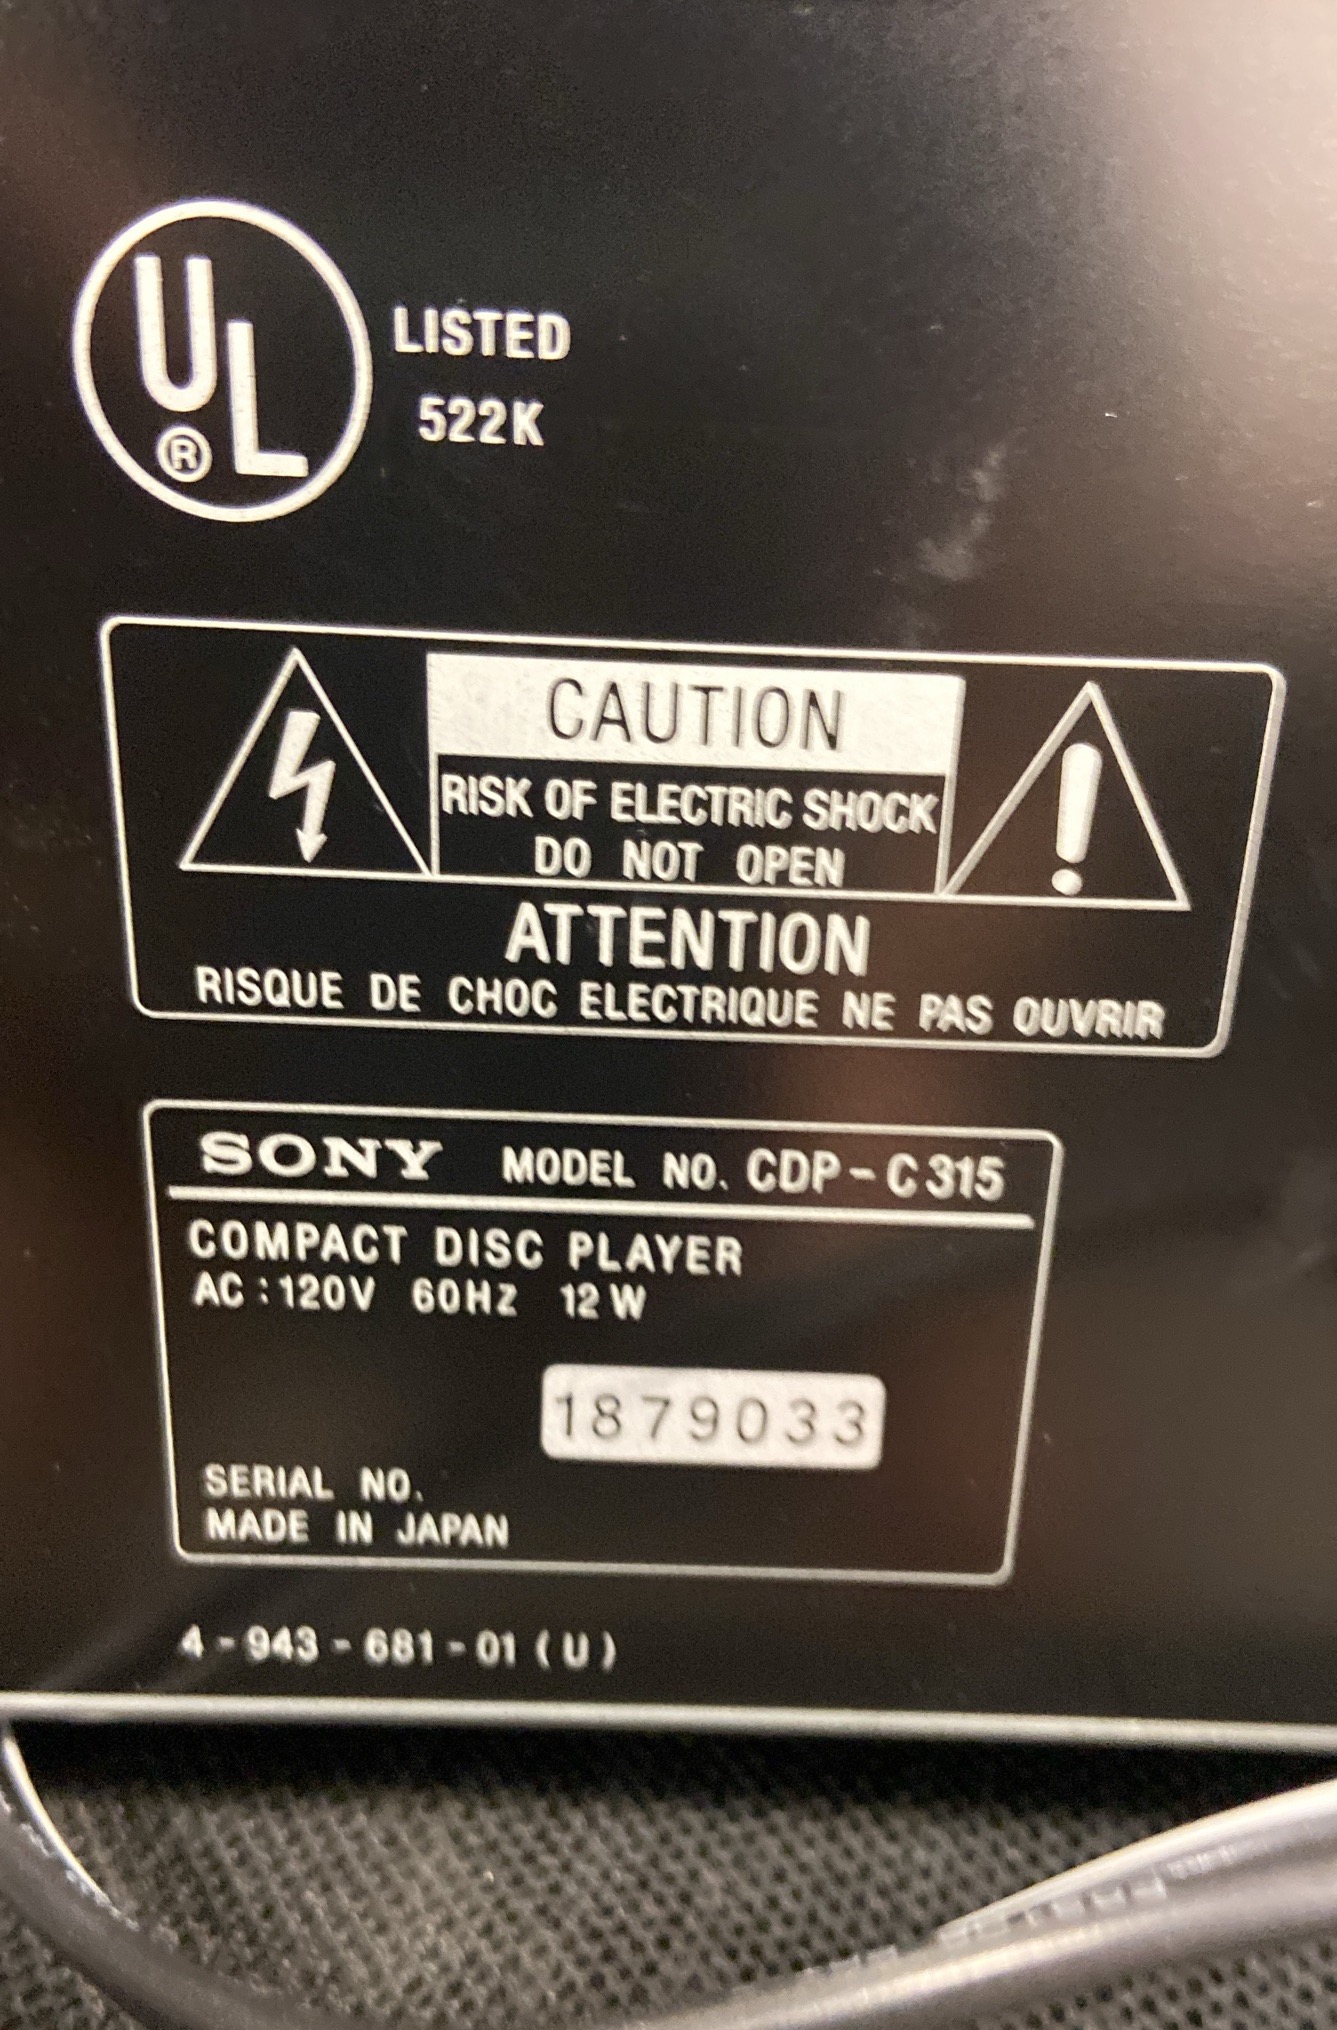 UL
®
LISTED
522K
CAUTION
RISK OF ELECTRIC SHOCK
DO NOT OPEN
ATTENTION
RISQUE DE CHOC ELECTRIQUE NE PAS OUVRIR
SONY MODEL NO. CDP-C315
COMPACT DISC PLAYER
AC:120V 60HZ 12W
1879033
SERIAL NO.
MADE IN JAPAN
4-943-681-01(U)